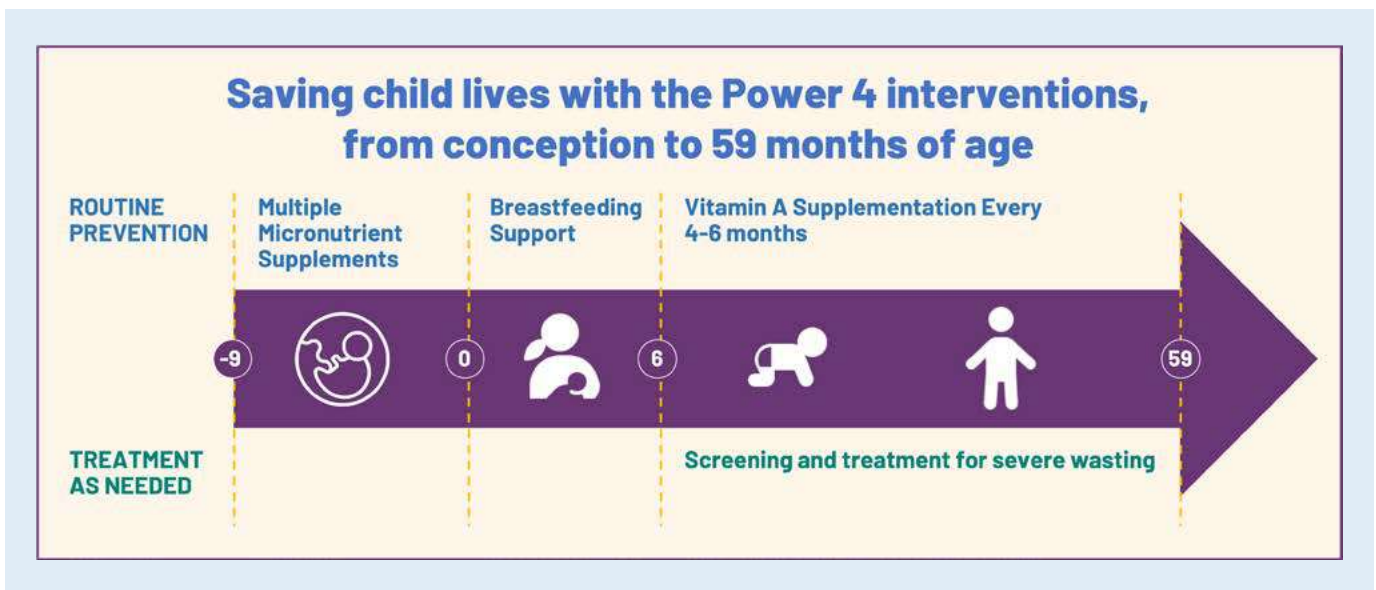 Saving child lives with the Power 4 interventions,
from conception to 59 months of age
ROUTINE
PREVENTION
Multiple
Micronutrient
Supplements
Breastfeeding
Support
Vitamin A Supplementation Every
4-6 months
-9
0
6
59
TREATMENT
AS NEEDED
Screening and treatment for severe wasting